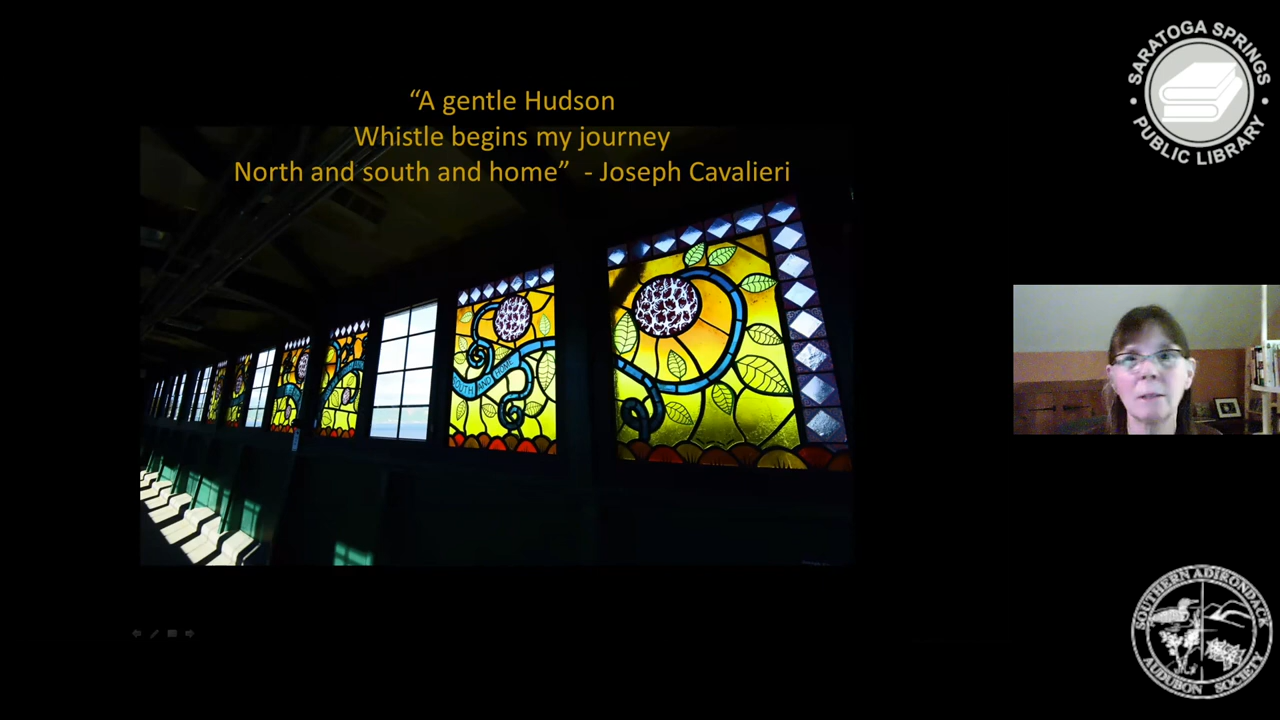 “A gentle Hudson
Whistle begins my journey
North and south and home” - Joseph Cavalieri
SOUTH AND HOME
SARATOGA SPRINGS
PUBLIC LIBRARY
SOUTHERN ADIRONDACK
AUDUBON SOCIETY